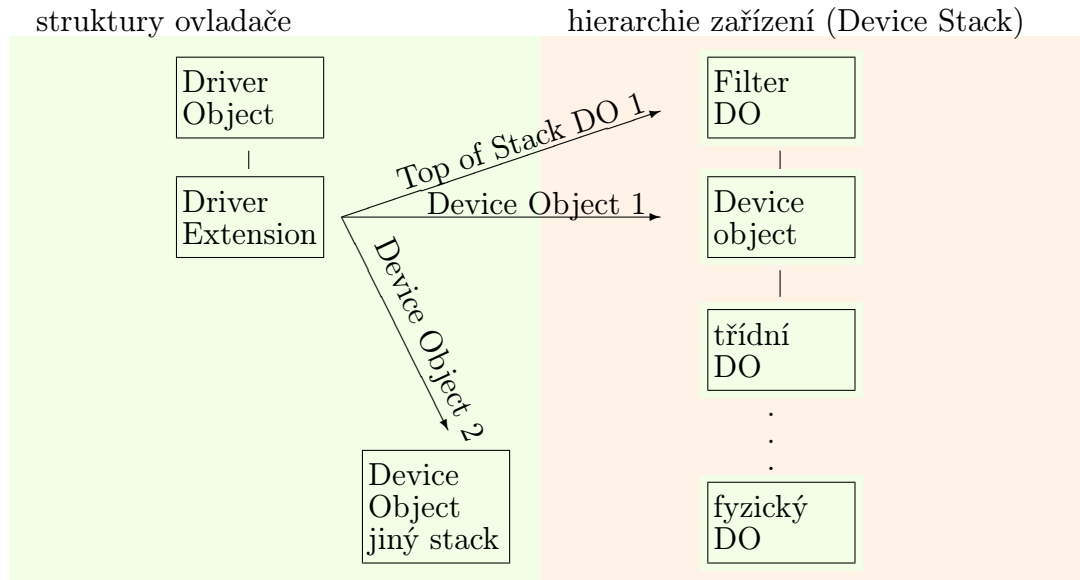 struktury ovladače
hierarchie zařízení (Device Stack)
Driver
Object
Filter
DO
Top of Stack DO 1
Driver
Extension
Device Object 1
Device
object
Device Object 2
třídní
DO
.
.
.
Device
Object
jiný stack
fyzický
DO